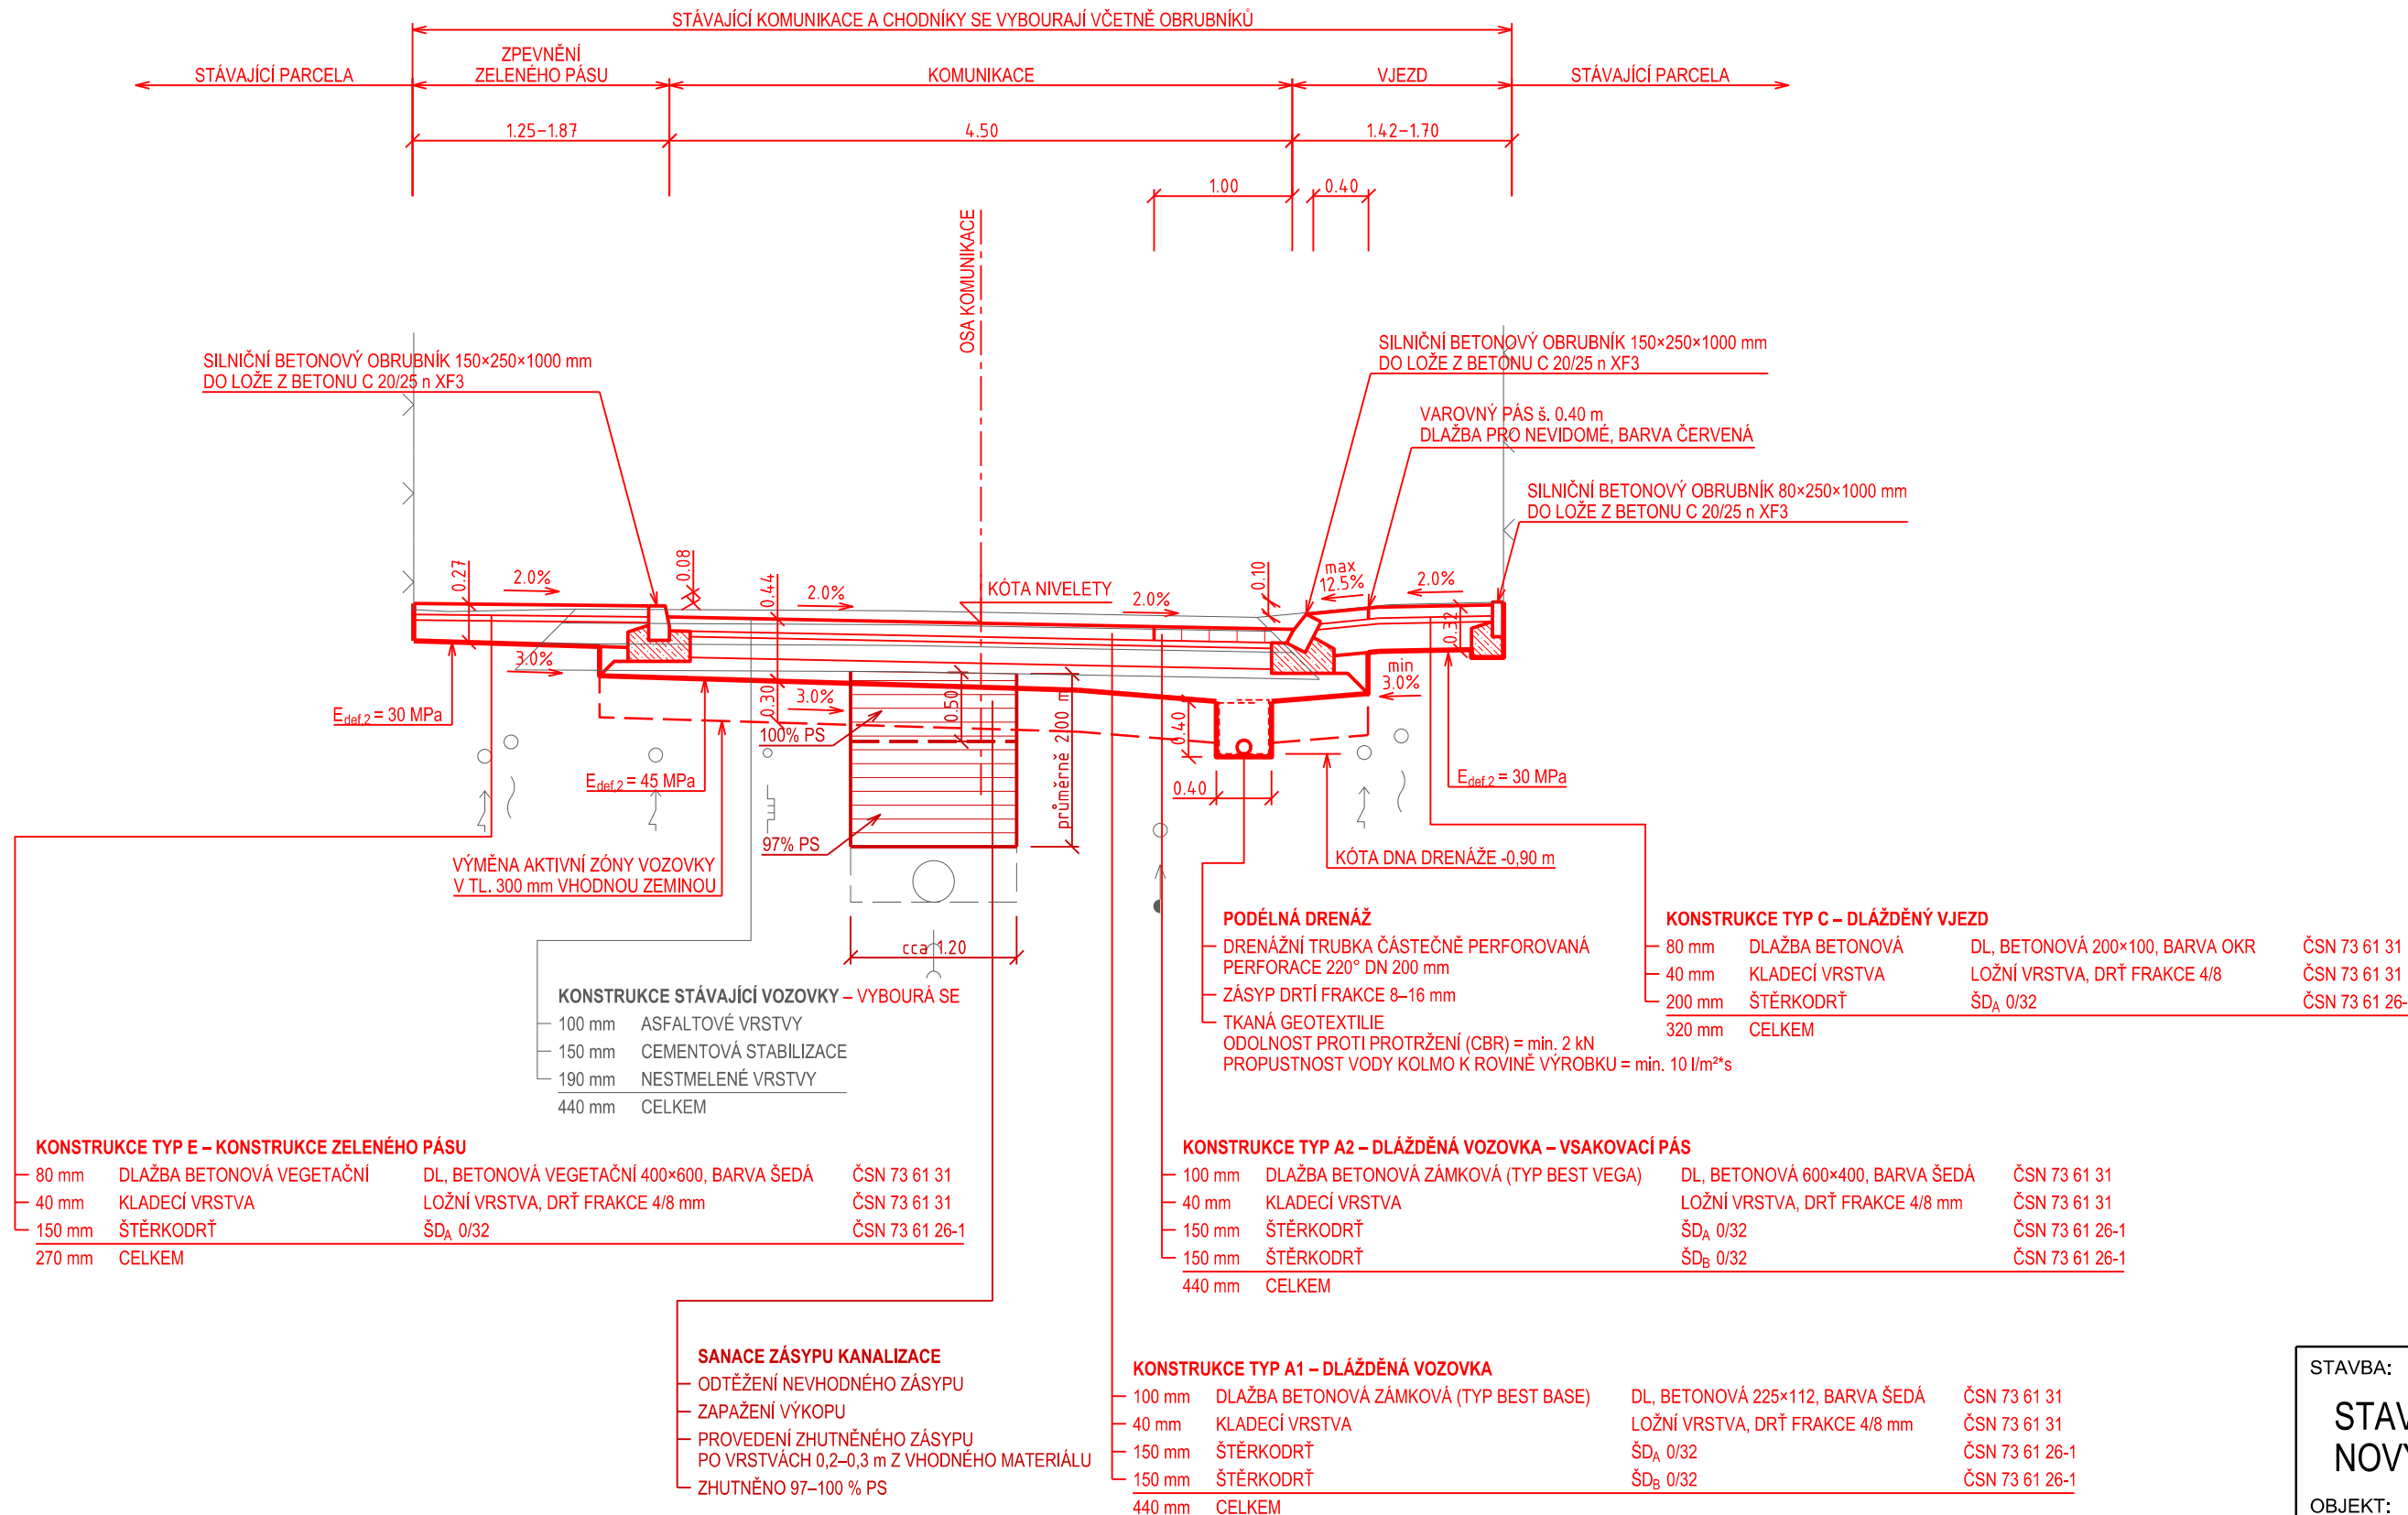 STÁVAJÍCÍ KOMUNIKACE A CHODNÍKY SE VYBOURAJÍ VČETNĚ OBRUBNÍKŮ
STÁVAJÍCÍ PARCELA
ZPEVNĚNÍ
ZELENÉHO PÁSU
KOMUNIKACE
VJEZD
STÁVAJÍCÍ PARCELA
1.25–1.87
4.50
1.42–1.70
1.00
0.40
OSA KOMUNIKACE
SILNIČNÍ BETONOVÝ OBRUBNÍK 150×250×1000 mm
DO LOŽE Z BETONU C 20/25 n XF3
SILNIČNÍ BETONOVÝ OBRUBNÍK 150×250×1000 mm
DO LOŽE Z BETONU C 20/25 n XF3
VAROVNÝ PÁS š. 0.40 m
DLAŽBA PRO NEVIDOMÉ, BARVA ČERVENÁ
SILNIČNÍ BETONOVÝ OBRUBNÍK 80×250×1000 mm
DO LOŽE Z BETONU C 20/25 n XF3
0.27
2.0%
0.08
0.44
2.0%
KÓTA NIVELETY
2.0%
0.10
max
12.5%
2.0%
0.32
3.0%
0.30
3.0%
0.50
průměrně 2.00 m
0.40
min
3.0%
Edef,2 = 30 MPa
100% PS
Edef,2 = 45 MPa
0.40
Edef,2 = 30 MPa
97% PS
VÝMĚNA AKTIVNÍ ZÓNY VOZOVKY
V TL. 300 mm VHODNOU ZEMINOU
KÓTA DNA DRENÁŽE -0,90 m
cca 1.20
PODÉLNÁ DRENÁŽ
DRENÁŽNÍ TRUBKA ČÁSTEČNĚ PERFOROVANÁ
PERFORACE 220° DN 200 mm
ZÁSYP DRTÍ FRAKCE 8–16 mm
TKANÁ GEOTEXTILIE
ODOLNOST PROTI PROTRŽENÍ (CBR) = min. 2 kN
PROPUSTNOST VODY KOLMO K ROVINĚ VÝROBKU = min. 10 l/m²*s
KONSTRUKCE TYP C – DLÁŽDĚNÝ VJEZD
80 mm DLAŽBA BETONOVÁ DL, BETONOVÁ 200×100, BARVA OKR ČSN 73 61 31
40 mm KLADECÍ VRSTVA LOŽNÍ VRSTVA, DRŤ FRAKCE 4/8 ČSN 73 61 31
200 mm ŠTĚRKODRŤ ŠDA 0/32 ČSN 73 61 26-
320 mm CELKEM
KONSTRUKCE STÁVAJÍCÍ VOZOVKY – VYBOURÁ SE
100 mm ASFALTOVÉ VRSTVY
150 mm CEMENTOVÁ STABILIZACE
190 mm NESTMELENÉ VRSTVY
440 mm CELKEM
KONSTRUKCE TYP E – KONSTRUKCE ZELENÉHO PÁSU
80 mm DLAŽBA BETONOVÁ VEGETAČNÍ DL, BETONOVÁ VEGETAČNÍ 400×600, BARVA ŠEDÁ ČSN 73 61 31
40 mm KLADECÍ VRSTVA LOŽNÍ VRSTVA, DRŤ FRAKCE 4/8 mm ČSN 73 61 31
150 mm ŠTĚRKODRŤ ŠDA 0/32 ČSN 73 61 26-1
270 mm CELKEM
KONSTRUKCE TYP A2 – DLÁŽDĚNÁ VOZOVKA – VSAKOVACÍ PÁS
100 mm DLAŽBA BETONOVÁ ZÁMKOVÁ (TYP BEST VEGA) DL, BETONOVÁ 600×400, BARVA ŠEDÁ ČSN 73 61 31
40 mm KLADECÍ VRSTVA LOŽNÍ VRSTVA, DRŤ FRAKCE 4/8 mm ČSN 73 61 31
150 mm ŠTĚRKODRŤ ŠDA 0/32 ČSN 73 61 26-1
150 mm ŠTĚRKODRŤ ŠDB 0/32 ČSN 73 61 26-1
440 mm CELKEM
SANACE ZÁSYPU KANALIZACE
ODTĚŽENÍ NEVHODNÉHO ZÁSYPU
ZAPAŽENÍ VÝKOPU
PROVEDENÍ ZHUTNĚNÉHO ZÁSYPU
PO VRSTVÁCH 0,2–0,3 m Z VHODNÉHO MATERIÁLU
ZHUTNĚNO 97–100 % PS
KONSTRUKCE TYP A1 – DLÁŽDĚNÁ VOZOVKA
100 mm DLAŽBA BETONOVÁ ZÁMKOVÁ (TYP BEST BASE) DL, BETONOVÁ 225×112, BARVA ŠEDÁ ČSN 73 61 31
40 mm KLADECÍ VRSTVA LOŽNÍ VRSTVA, DRŤ FRAKCE 4/8 mm ČSN 73 61 31
150 mm ŠTĚRKODRŤ ŠDA 0/32 ČSN 73 61 26-1
150 mm ŠTĚRKODRŤ ŠDB 0/32 ČSN 73 61 26-1
440 mm CELKEM
STAVBA:
STAV
NOVÝ
OBJEKT: